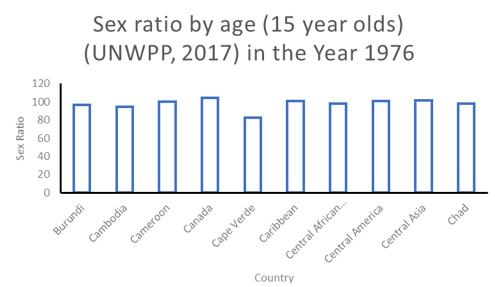 Sex ratio by age (15 year olds)
(UNWPP, 2017) in the Year 1976
120
100
80
60
40
20
0
Sex Ratio
Burundi
Cambodia
Cameroon
Canada
Cape Verde
Caribbean
Central African...
Central America
Central Asia
Chad
Country